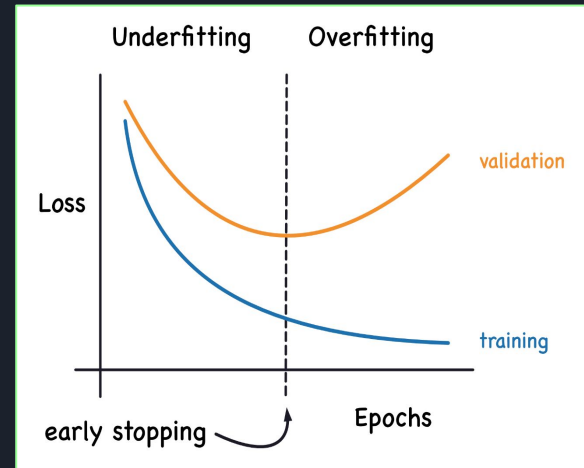 Underfitting
Overfitting
validation
Loss
training
Epochs
early stopping